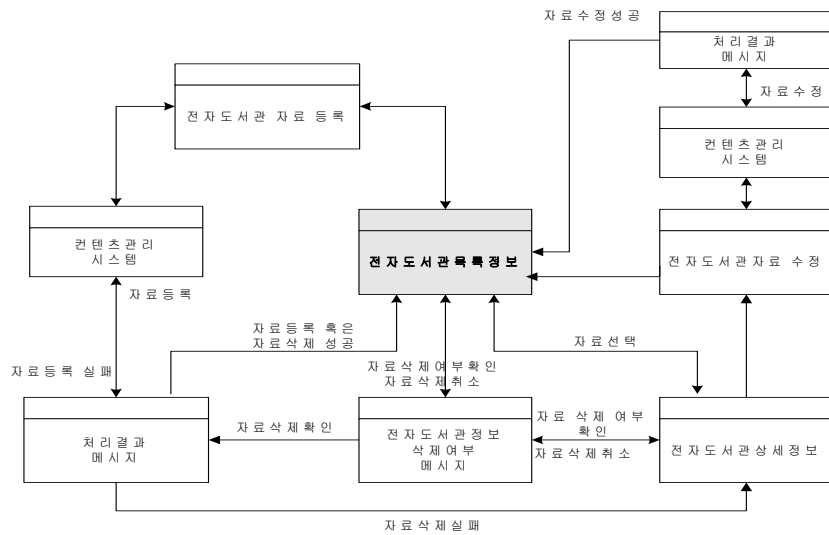 자료수정성공
처리결과
메시지
자료수정
전자도서관 자료 등록
컨텐츠관리
시스템
컨텐츠관리
시스템
전자도서관목록정보
전자도서관자료 수정
자료등록
자료등록 혹은
자료삭제 성공
자료선택
자료등록 실패
자료삭제여부확인
자료삭제취소
처리결과
메시지
자료삭제확인
전자도서관정보
삭제여부
메시지
자료 삭제 여부
확인
자료삭제취소
전자도서관상세정보
자료삭제실패